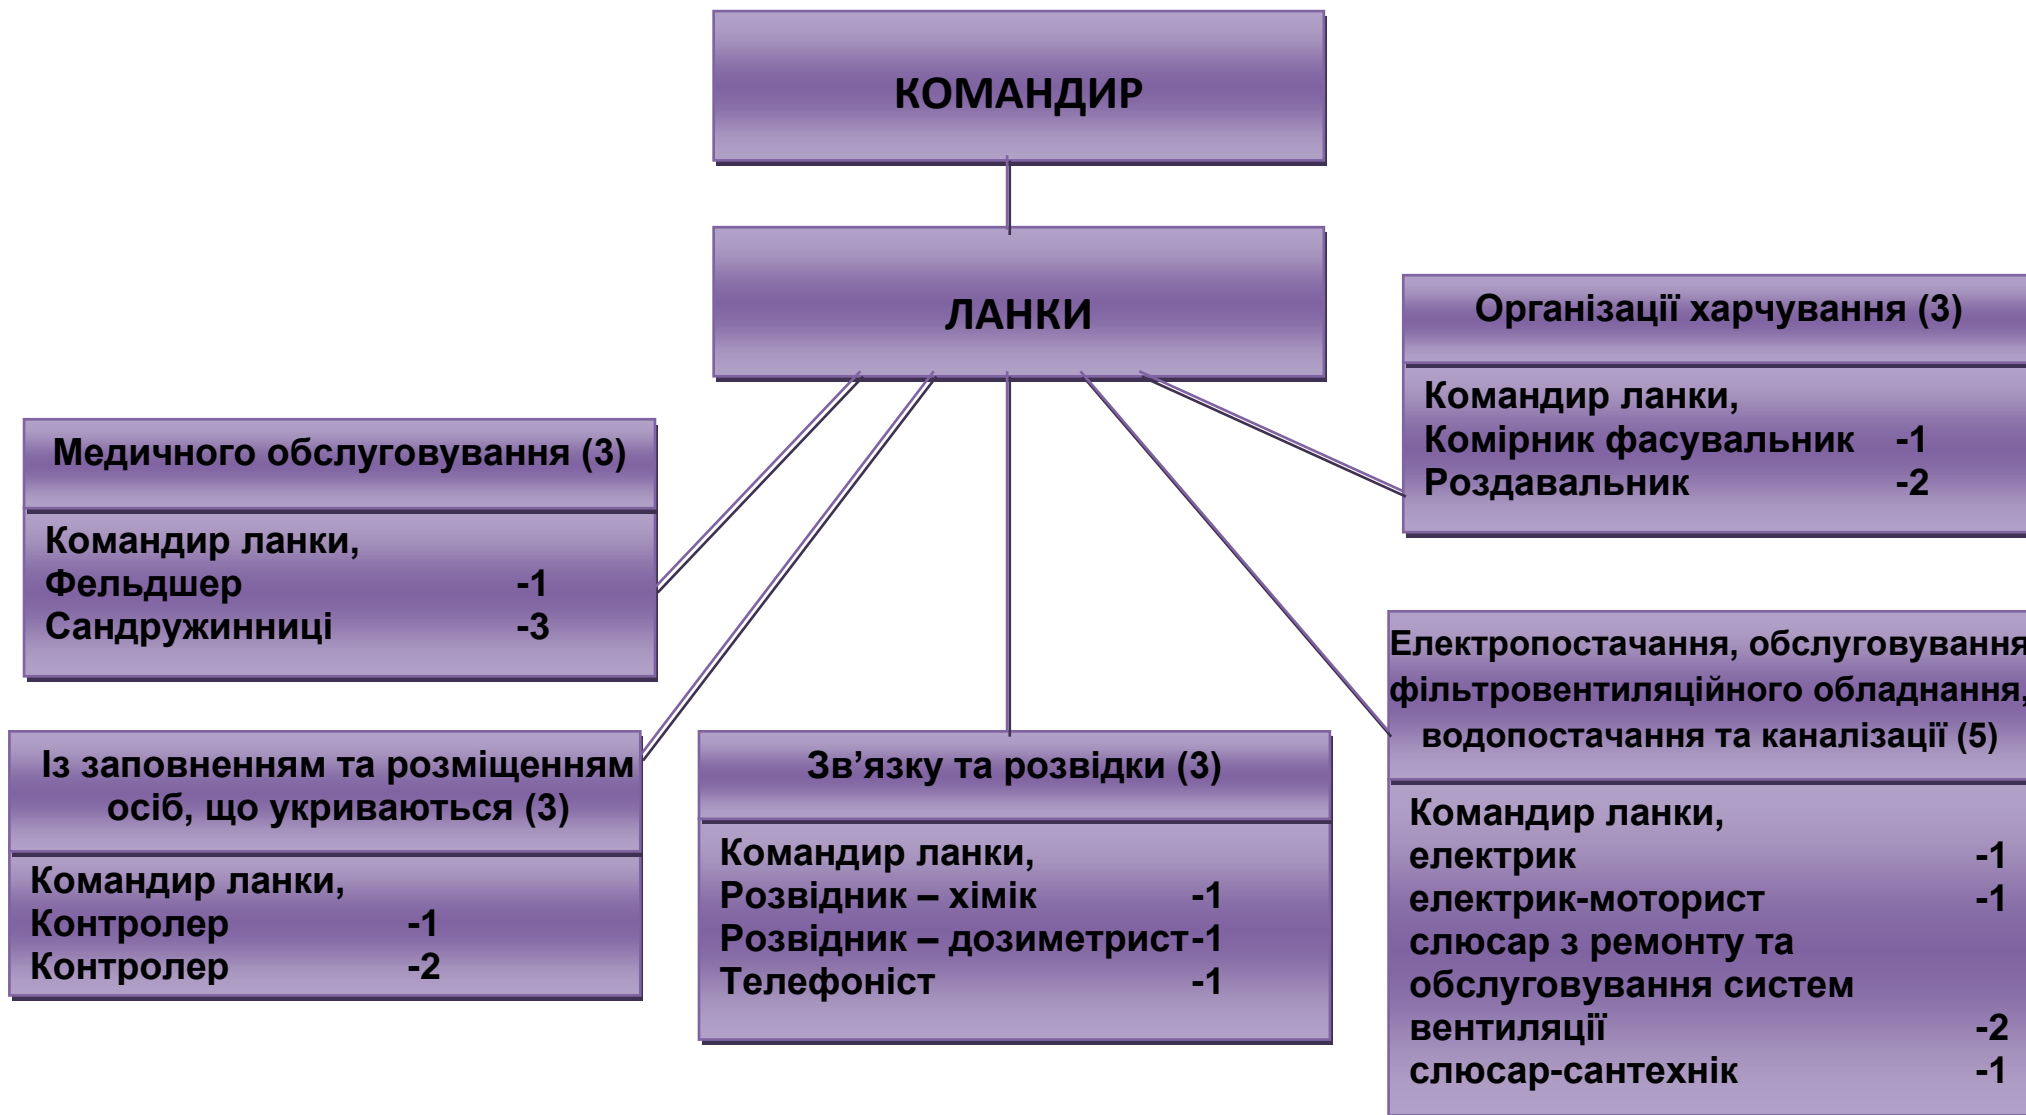 КОМАНДИР
ЛАНКИ
Організації харчування (3)
Командир ланки,
Комірник фасувальник -1
Роздавальник -2
Медичного обслуговування (3)
Командир ланки,
Фельдшер -1
Сандружинниці -3
Електропостачання, обслуговування
фільтровентиляційного обладнання,
водопостачання та каналізації (5)
Командир ланки,
електрик -1
електрик-моторист -1
слюсар з ремонту та
обслуговування систем
вентиляції -2
слюсар-сантехнік -1
Із заповненням та розміщенням
осіб, що укриваються (3)
Командир ланки,
Контролер -1
Контролер -2
Зв’язку та розвідки (3)
Командир ланки,
Розвідник – хімік -1
Розвідник – дозиметрист -1
Телефоніст -1